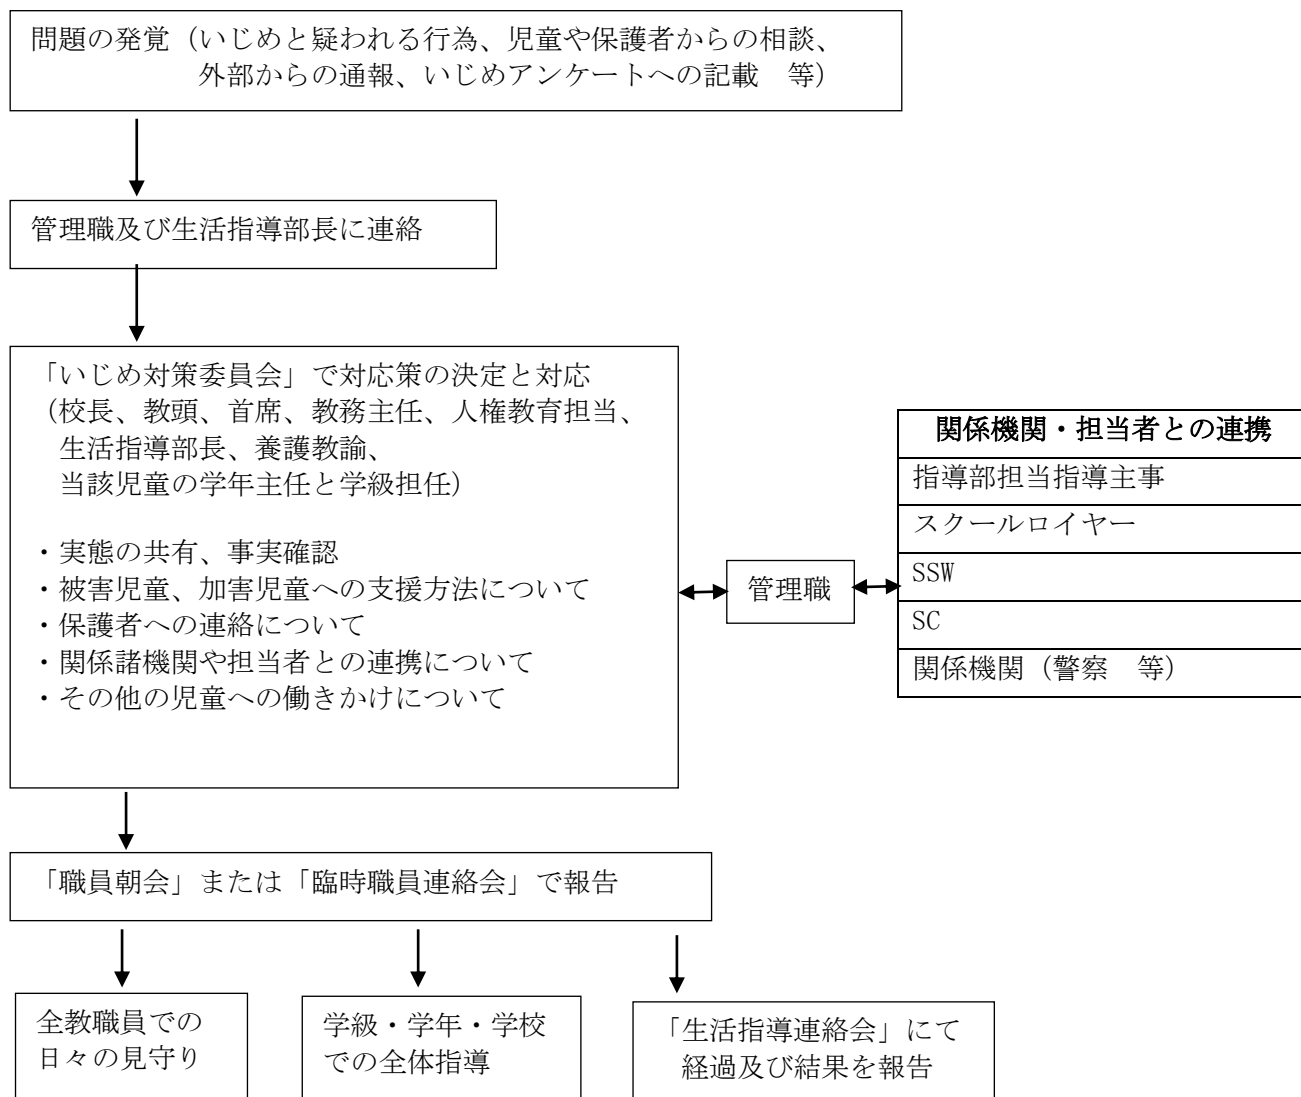 問題の発覚（いじめと疑われる行為、児童や保護者からの相談、
外部からの通報、いじめアンケートへの記載　等）
管理職及び生活指導部長に連絡
「いじめ対策委員会」で対応策の決定と対応
（校長、教頭、首席、教務主任、人権教育担当、
生活指導部長、養護教諭、
当該児童の学年主任と学級担任）
・実態の共有、事実確認
・被害児童、加害児童への支援方法について
・保護者への連絡について
・関係諸機関や担当者との連携について
・その他の児童への働きかけについて
管理職
関係機関・担当者との連携
指導部担当指導主事
スクールロイヤー
SSW
SC
関係機関（警察　等）
「職員朝会」または「臨時職員連絡会」で報告
全教職員での
日々の見守り
学級・学年・学校
での全体指導
「生活指導連絡会」にて
経過及び結果を報告